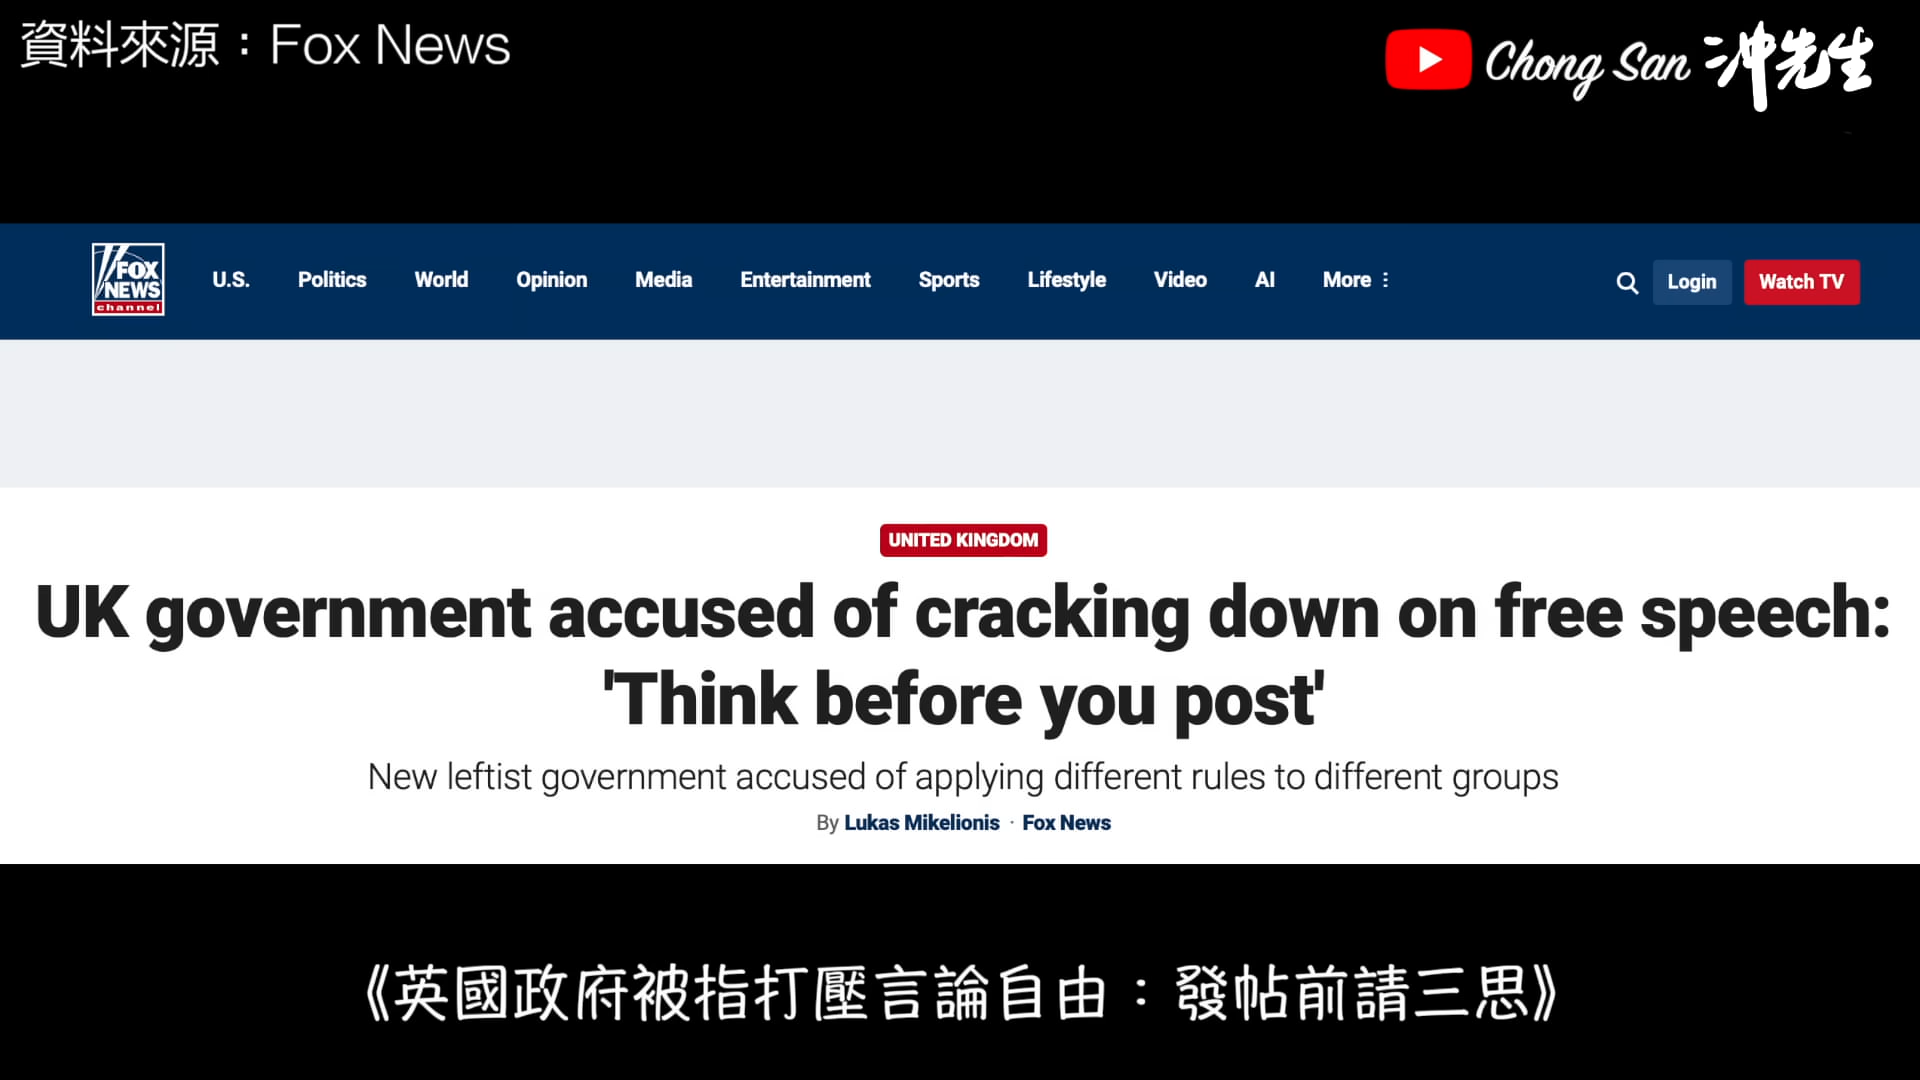 資料來源：Fox News
Chong San 沖先生
FOX NEWS channel
U.S. Politics World Opinion Media Entertainment Sports Lifestyle Video AI More Login Watch TV
UNITED KINGDOM
UK government accused of cracking down on free speech:
'Think before you post'
New leftist government accused of applying different rules to different groups
By Lukas Mikelionis · Fox News
《英國政府被指打壓言論自由：發帖前請三思》